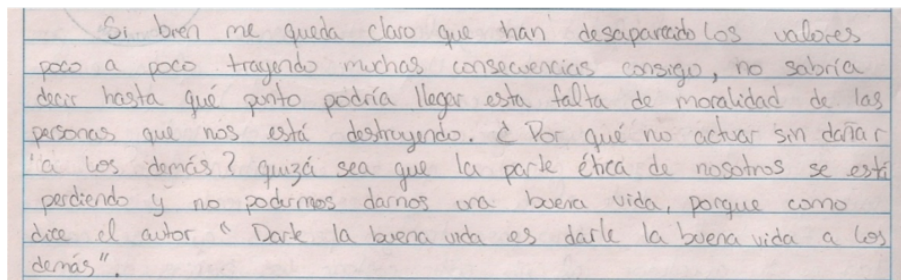 Si bien me queda claro que han desaparecido los valores
poco a poco trayendo muchas consecuencias consigo, no sabría
decir hasta qué punto podría llegar esta falta de moralidad de las
personas que nos está destruyendo. ¿Por qué no actuar sin dañar
a los demás? quizá sea que la parte ética de nosotros se está
perdiendo y no podermos darnos una buena vida, porque como
dice el autor "Darte la buena vida es darle la buena vida a los
demás".